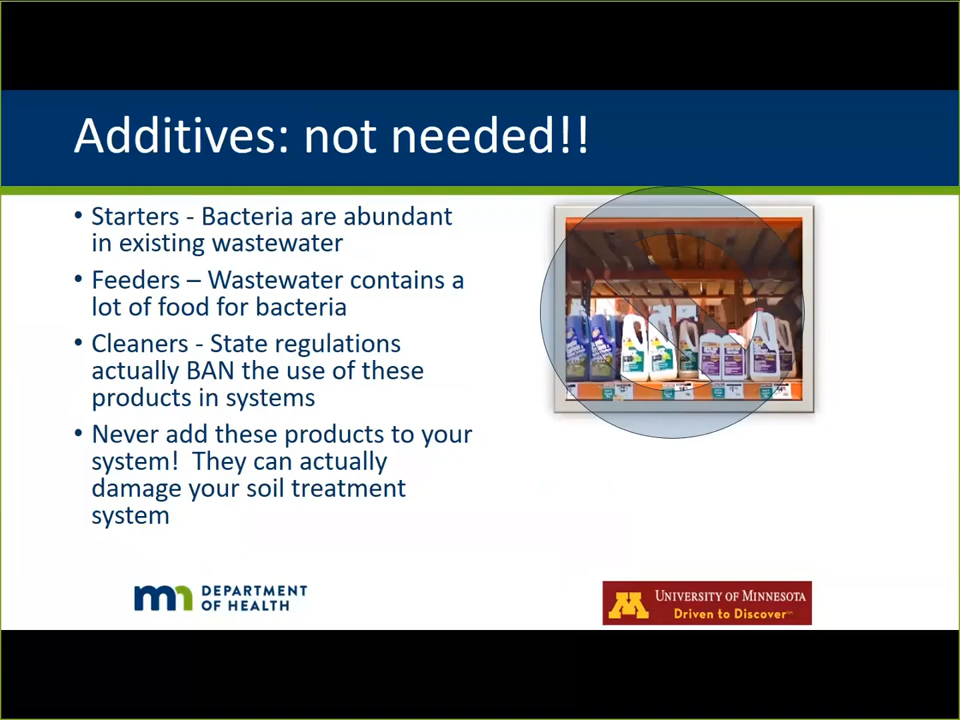 Additives: not needed!!
• Starters - Bacteria are abundant
in existing wastewater
• Feeders – Wastewater contains a
lot of food for bacteria
• Cleaners - State regulations
actually BAN the use of these
products in systems
• Never add these products to your
system!  They can actually
damage your soil treatment
system
mn DEPARTMENT
OF HEALTH
M UNIVERSITY OF MINNESOTA
Driven to Discover